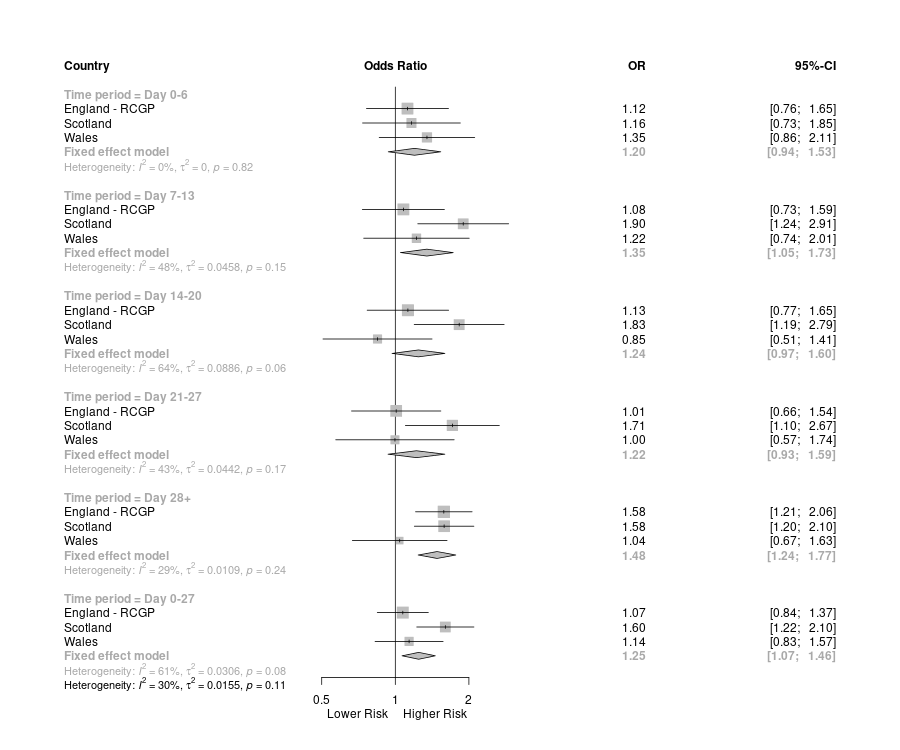 Country Odds Ratio OR 95%-CI
Time period = Day 0-6
England - RCGP 1.12 [0.76; 1.65]
Scotland 1.16 [0.73; 1.85]
Wales 1.35 [0.86; 2.11]
Fixed effect model 1.20 [0.94; 1.53]
Heterogeneity: I² = 0%, τ² = 0, p = 0.82
Time period = Day 7-13
England - RCGP 1.08 [0.73; 1.59]
Scotland 1.90 [1.24; 2.91]
Wales 1.22 [0.74; 2.01]
Fixed effect model 1.35 [1.05; 1.73]
Heterogeneity: I² = 48%, τ² = 0.0458, p = 0.15
Time period = Day 14-20
England - RCGP 1.13 [0.77; 1.65]
Scotland 1.83 [1.19; 2.79]
Wales 0.85 [0.51; 1.41]
Fixed effect model 1.24 [0.97; 1.60]
Heterogeneity: I² = 64%, τ² = 0.0886, p = 0.06
Time period = Day 21-27
England - RCGP 1.01 [0.66; 1.54]
Scotland 1.71 [1.10; 2.67]
Wales 1.00 [0.57; 1.74]
Fixed effect model 1.22 [0.93; 1.59]
Heterogeneity: I² = 43%, τ² = 0.0442, p = 0.17
Time period = Day 28+
England - RCGP 1.58 [1.21; 2.06]
Scotland 1.58 [1.20; 2.10]
Wales 1.04 [0.67; 1.63]
Fixed effect model 1.48 [1.24; 1.77]
Heterogeneity: I² = 29%, τ² = 0.0109, p = 0.24
Time period = Day 0-27
England - RCGP 1.07 [0.84; 1.37]
Scotland 1.60 [1.22; 2.10]
Wales 1.14 [0.83; 1.57]
Fixed effect model 1.25 [1.07; 1.46]
Heterogeneity: I² = 61%, τ² = 0.0306, p = 0.08
Heterogeneity: I² = 30%, τ² = 0.0155, p = 0.11
0.5 1 2
Lower Risk Higher Risk